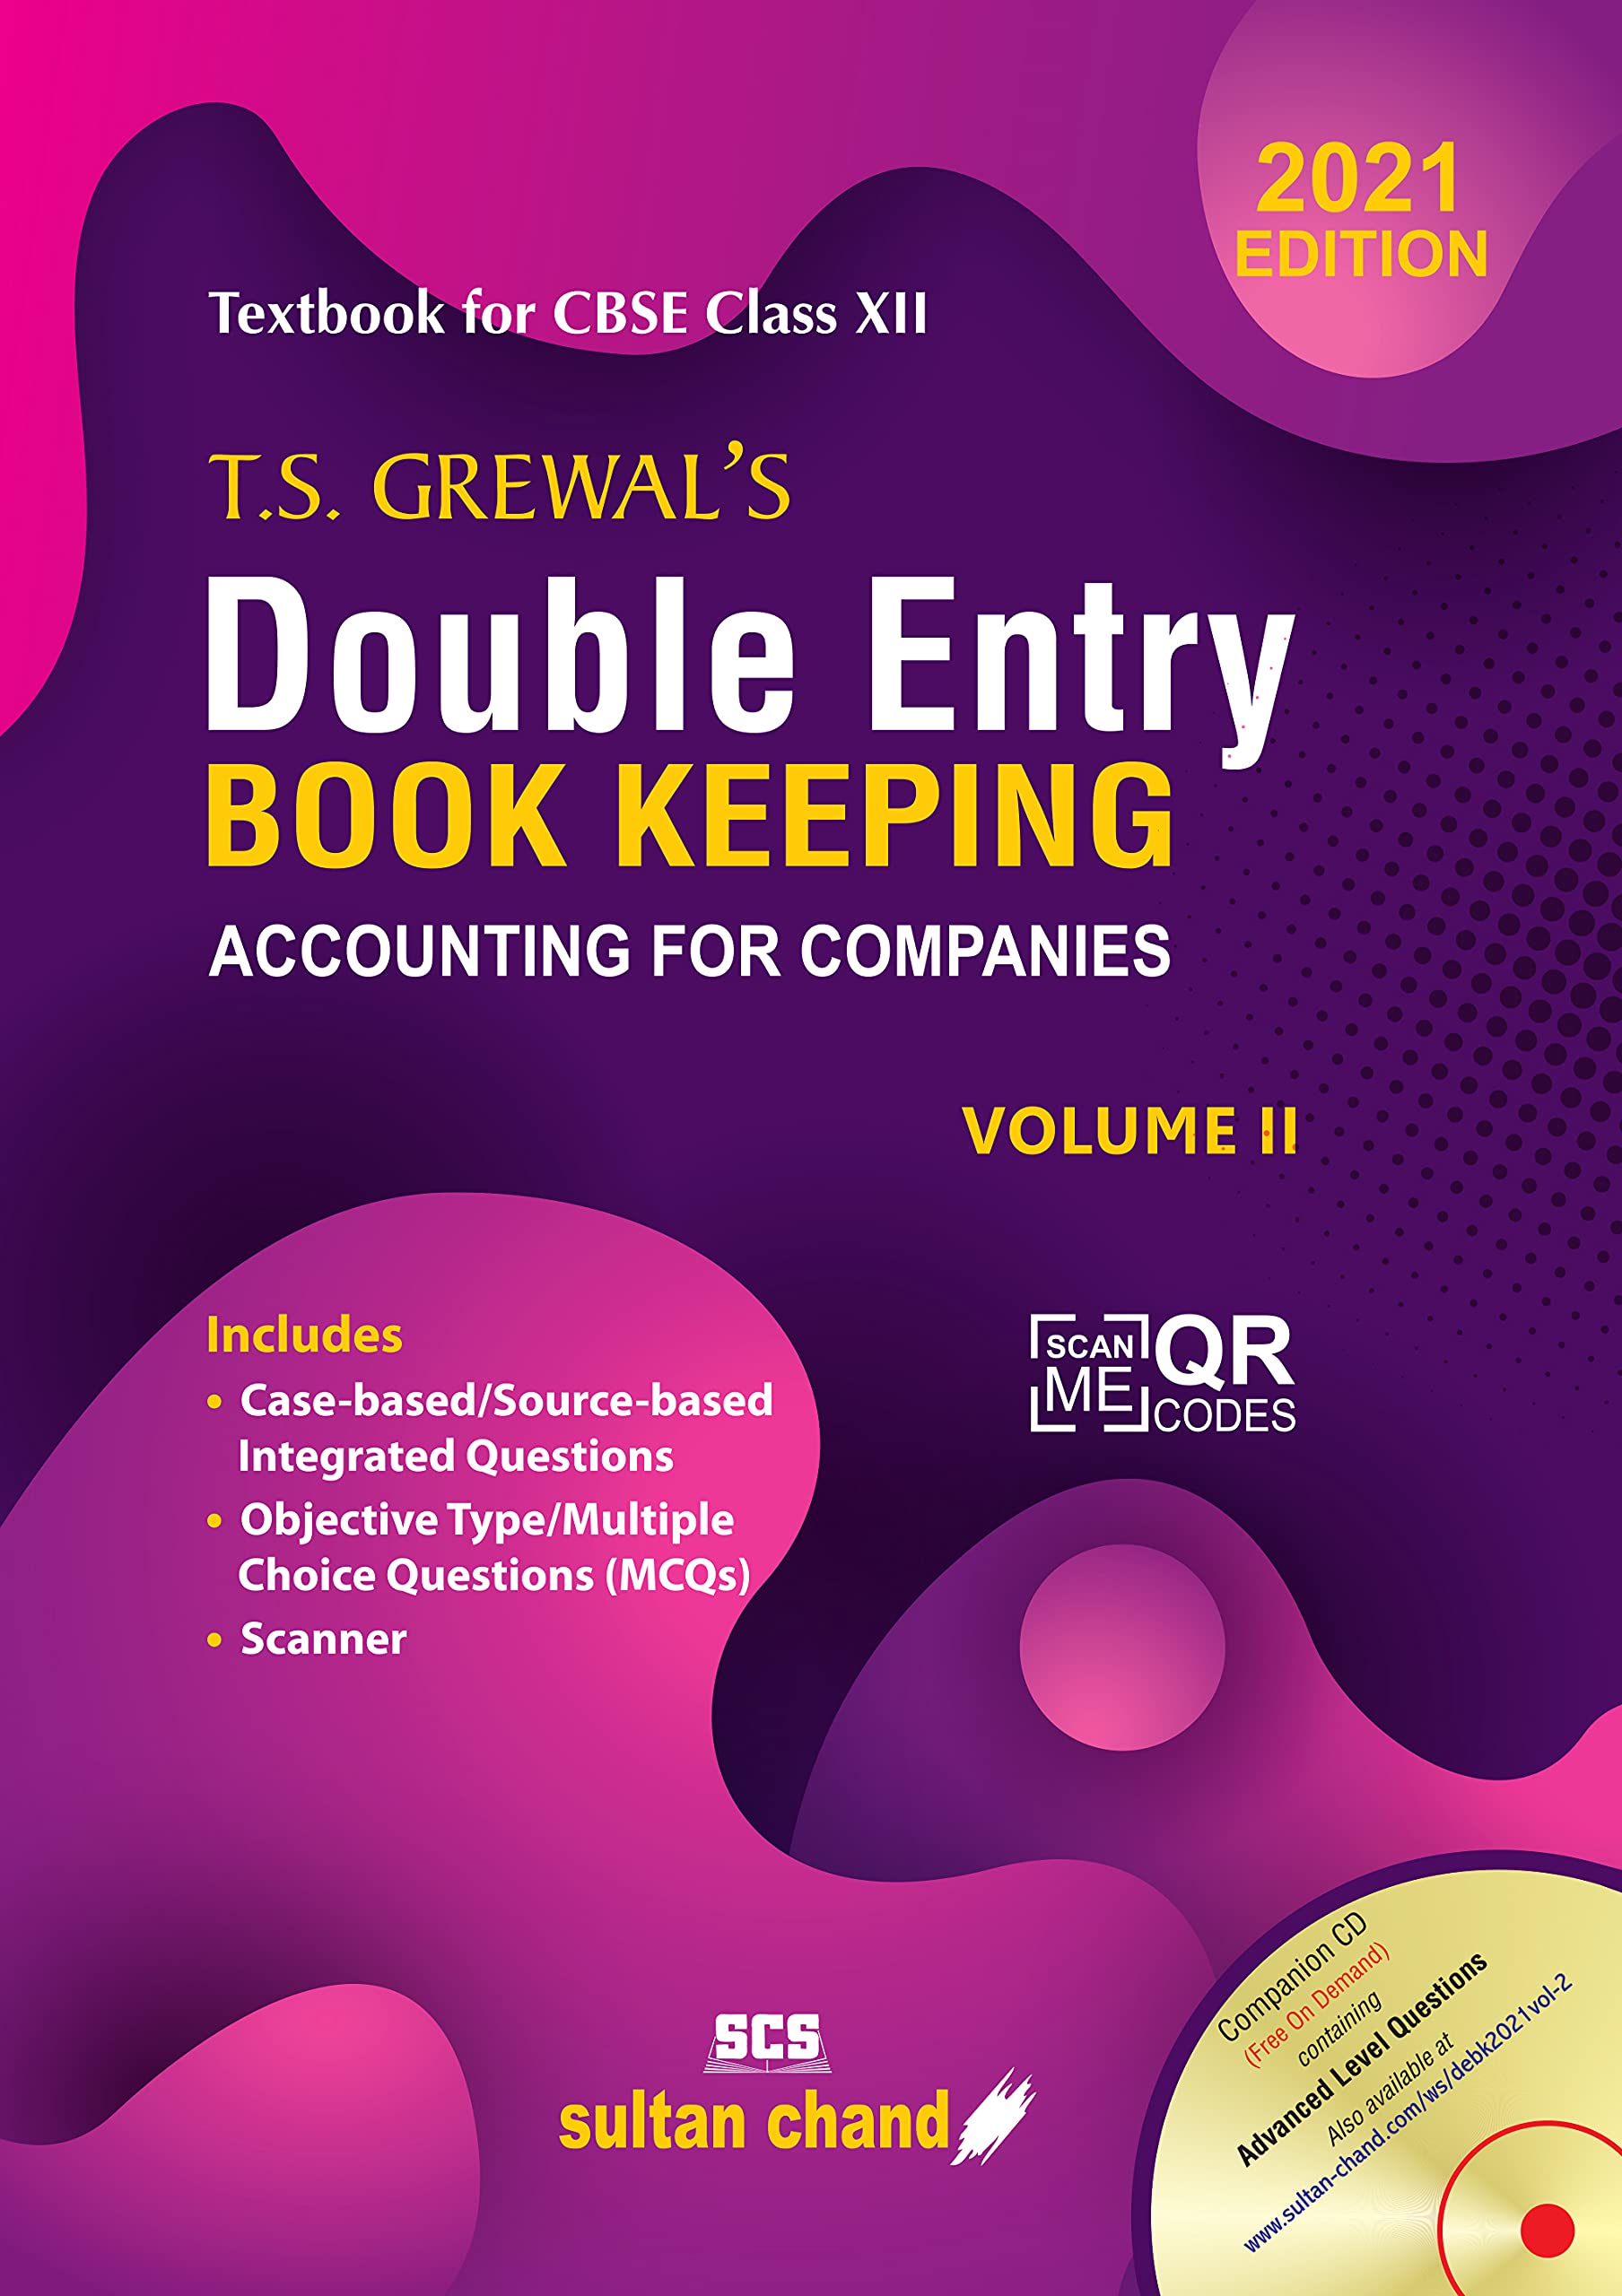 2021
EDITION
Textbook for CBSE Class XII
T.S. GREWAL'S
Double Entry
BOOK KEEPING
ACCOUNTING FOR COMPANIES
VOLUME II
Includes
• Case-based/Source-based
Integrated Questions
• Objective Type/Multiple
Choice Questions (MCQs)
• Scanner
SCAN
ME
QR
CODES
SCS
sultan chand
Companion CD
(Free On Demand)
containing
Advanced Level Questions
Also available at
www.sultan-chand.com/ws/debk2021vol-2